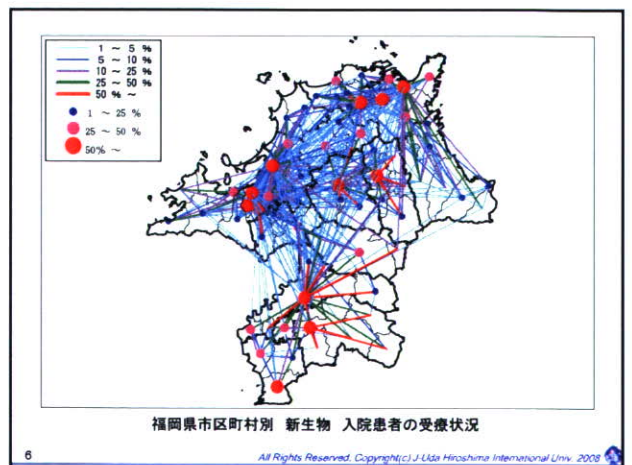 1 ～ 5 %
5 ～ 10 %
10 ～ 25 %
25 ～ 50 %
50 % ～
1 ～ 25 %
25 ～ 50 %
50% ～
福岡県市区町村別 新生物 入院患者の受療状況
6
All Rights Reserved, Copyright(c) J-Uda Hiroshima International Univ. 2008